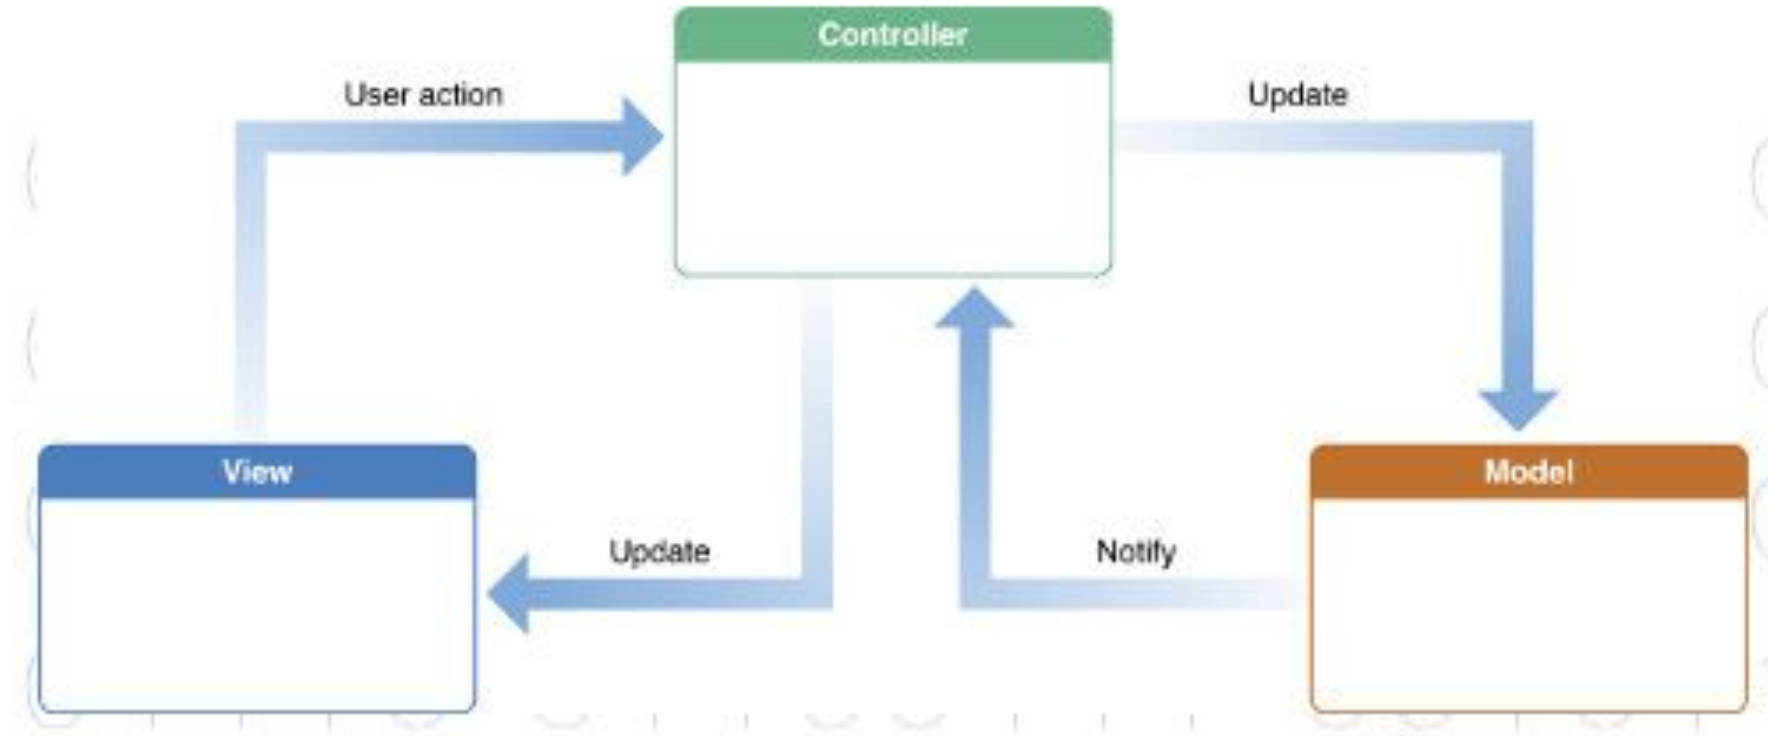 Controller
User action
Update
View
Model
Update
Notify